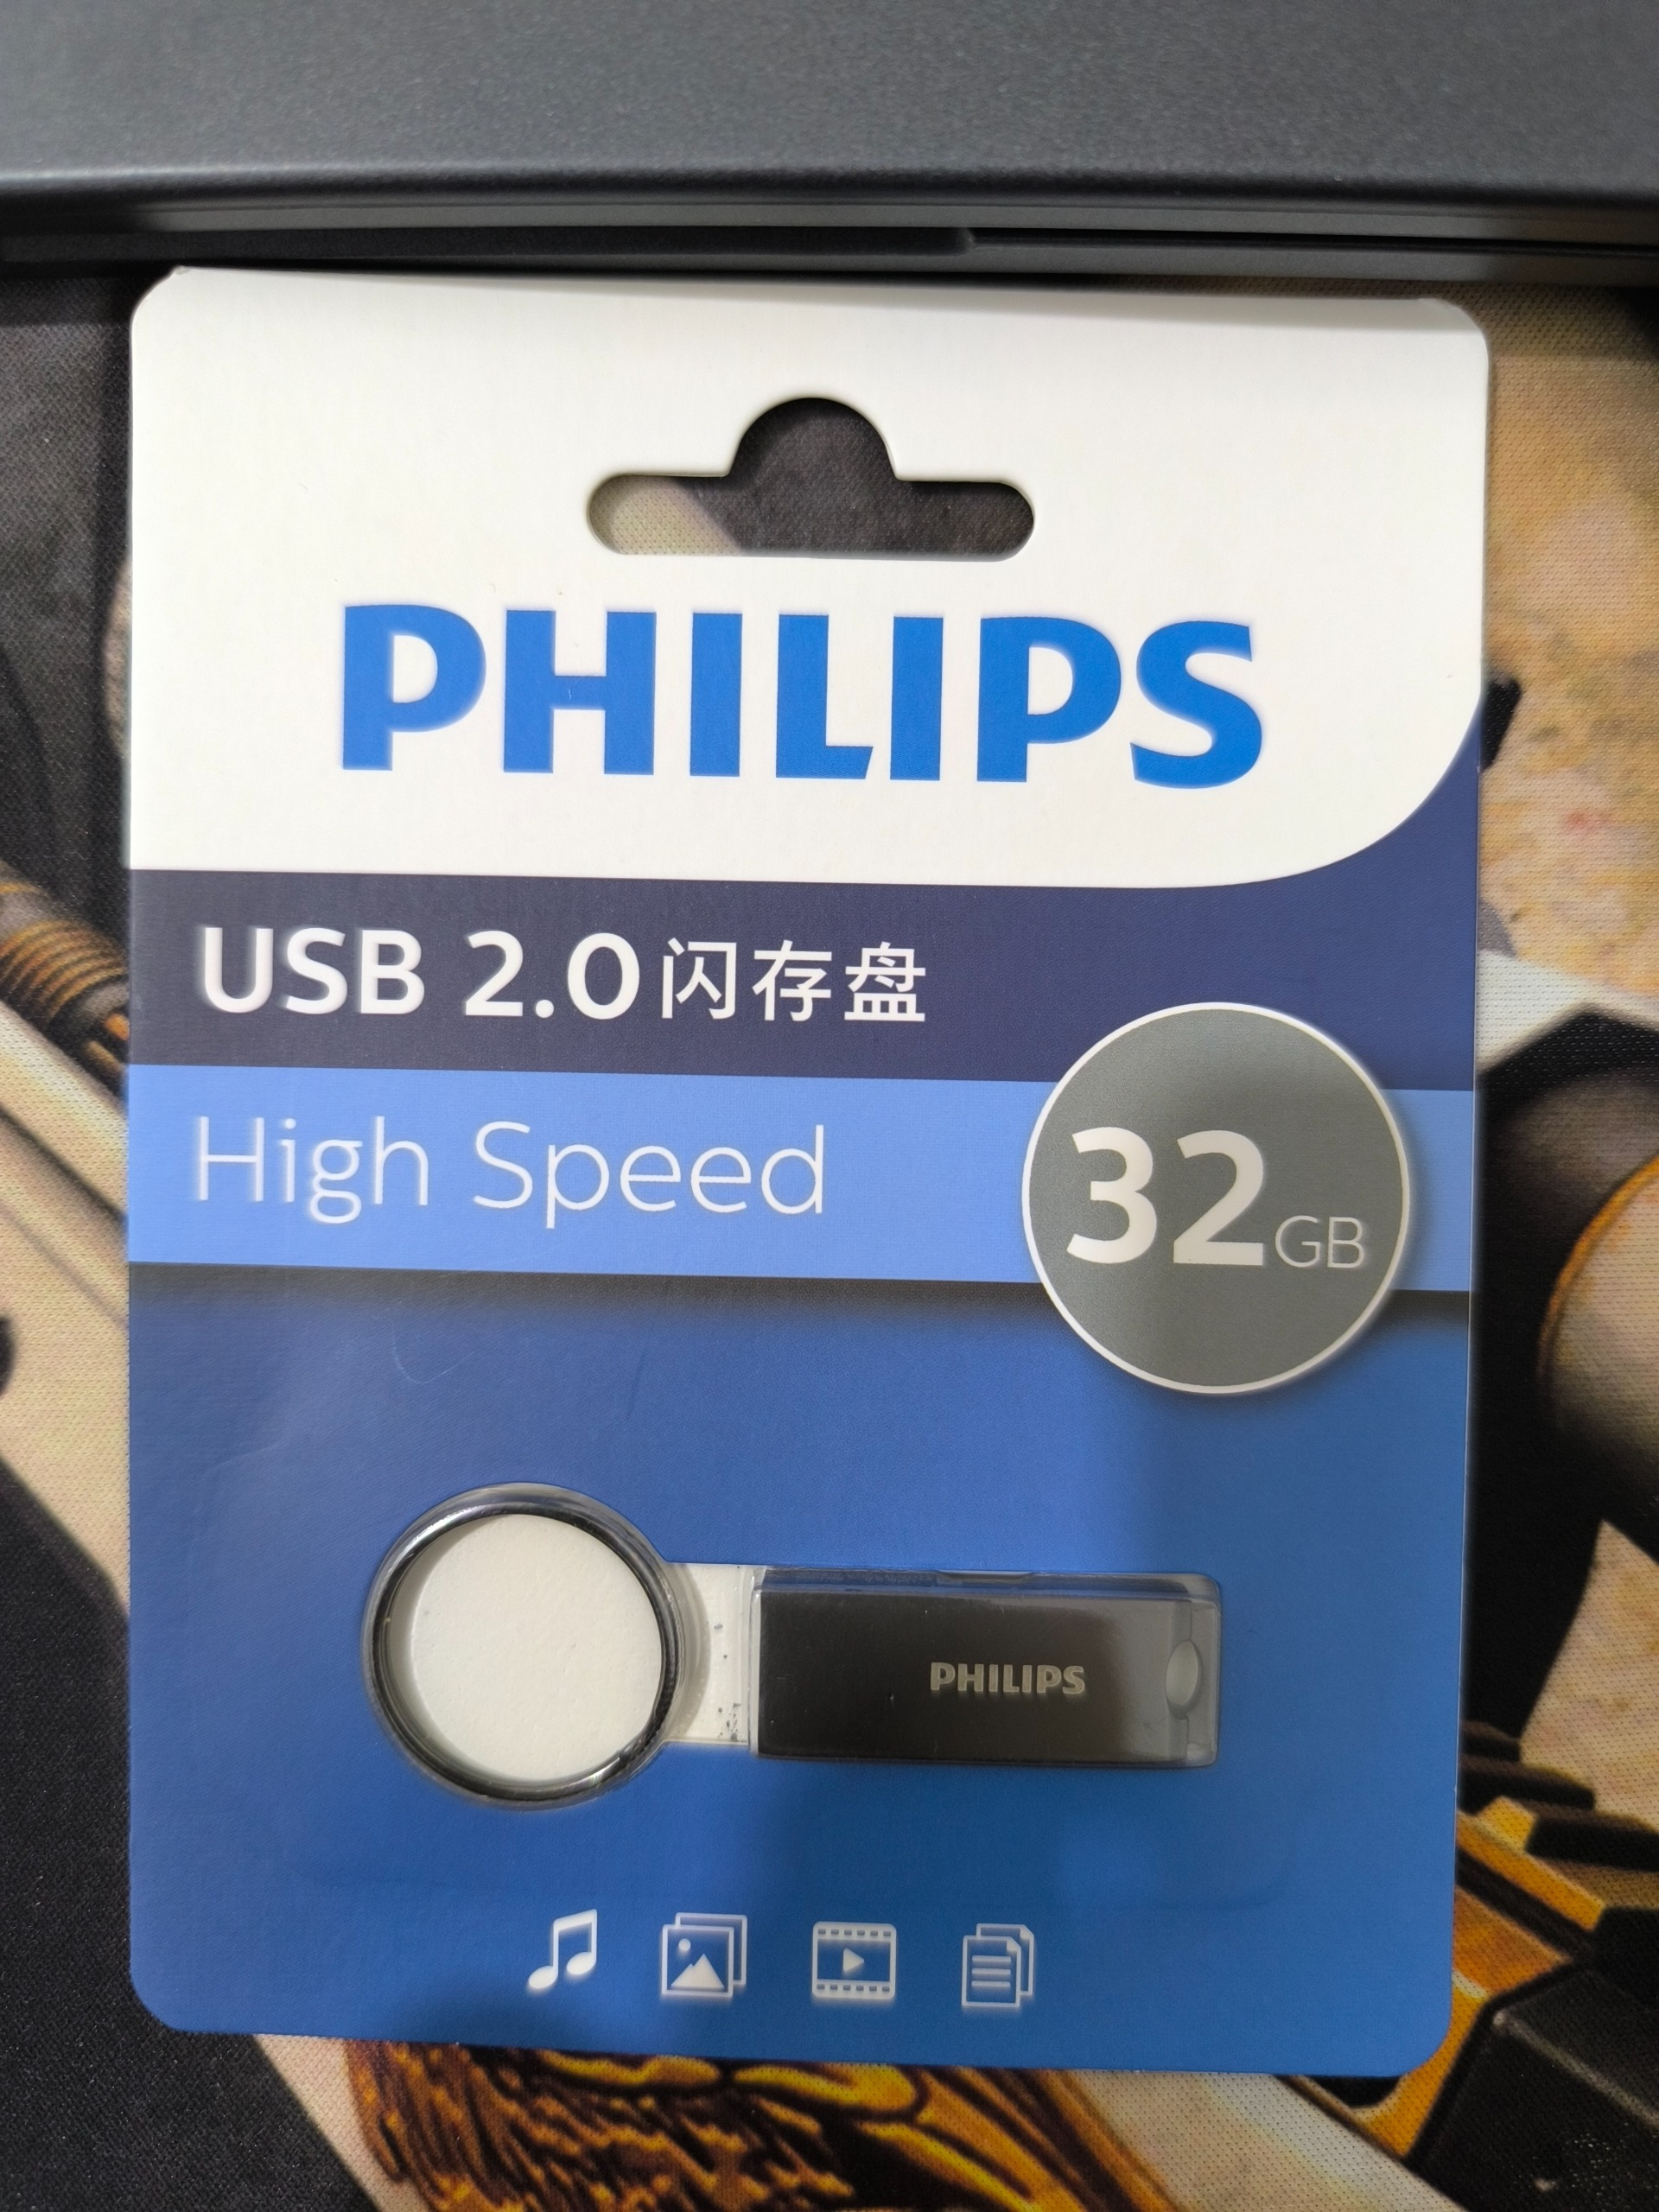 PHILIPS
USB 2.0闪存盘
High Speed
32GB
PHILIPS